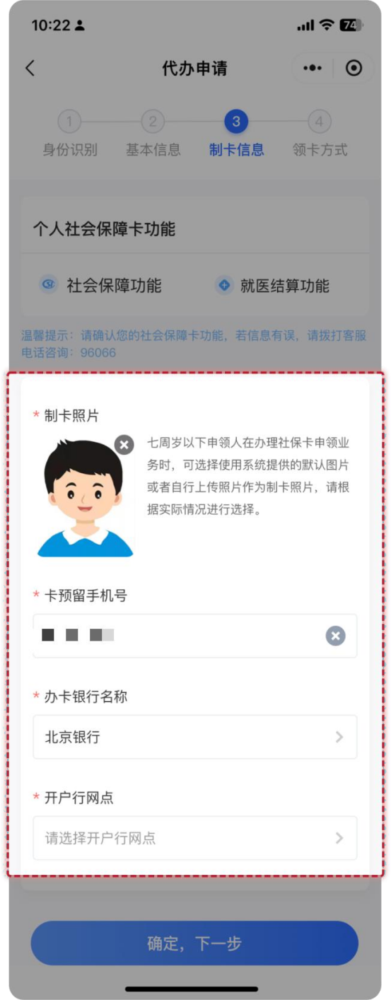 10:22
74
代办申请
1
2
3
4
身份识别
基本信息
制卡信息
领卡方式
个人社会保障卡功能
社会保障功能
就医结算功能
温馨提示：请确认您的社会保障卡功能，若信息有误，请拨打客服
电话咨询：96066
* 制卡照片
七周岁以下申领人在办理社保卡申领业
务时，可选择使用系统提供的默认图片
或者自行上传照片作为制卡照片，请根
据实际情况进行选择。
* 卡预留手机号
* 办卡银行名称
北京银行
* 开户行网点
请选择开户行网点
确定，下一步